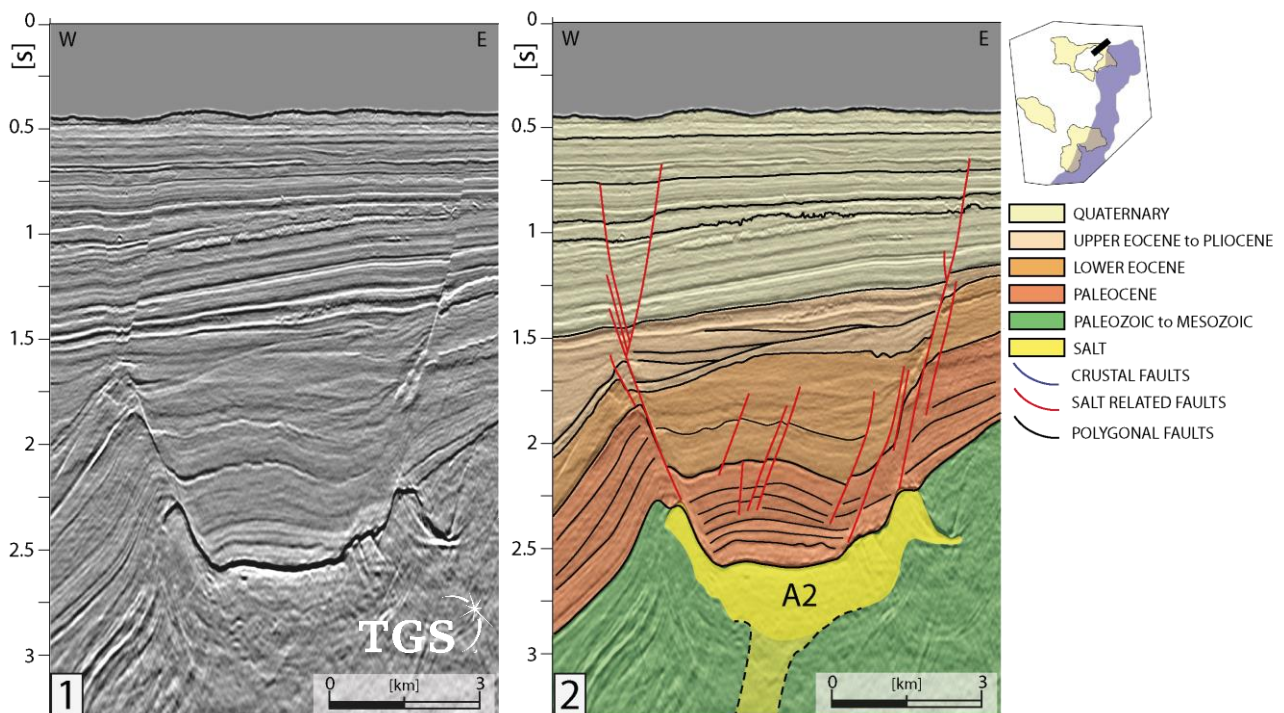 [S]
0
0.5
1
1.5
2
2.5
3
W
E
TGS
1
0
[km]
3
[S]
0
0.5
1
1.5
2
2.5
3
W
E
A2
2
0
[km]
3
QUATERNARY
UPPER EOCENE to PLIOCENE
LOWER EOCENE
PALEOCENE
PALEOZOIC to MESOZOIC
SALT
CRUSTAL FAULTS
SALT RELATED FAULTS
POLYGONAL FAULTS